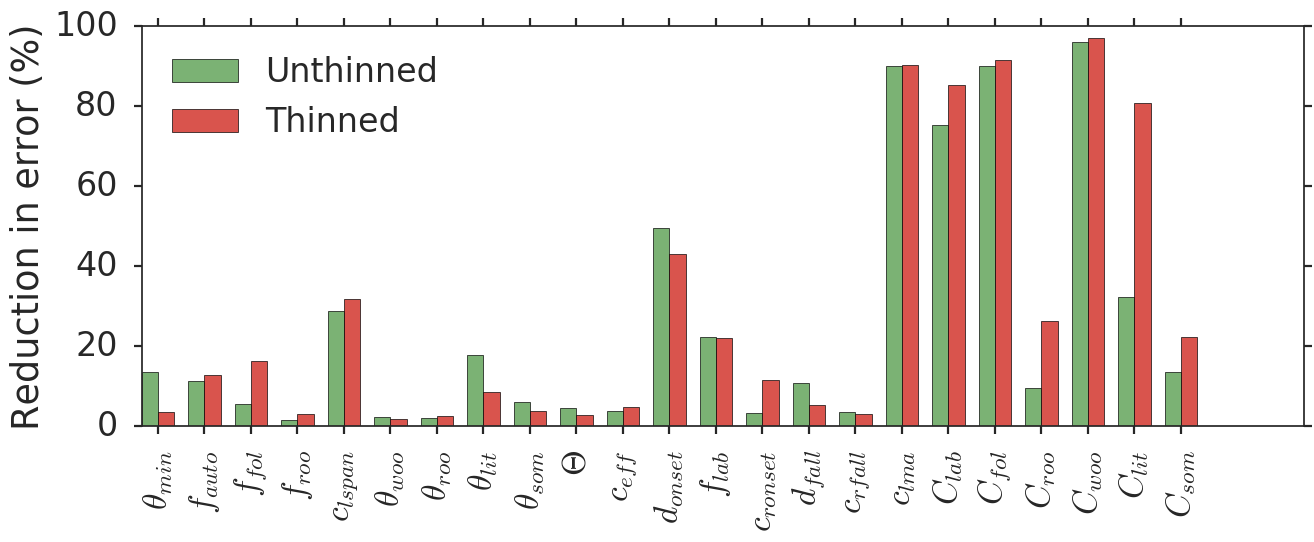 Reduction in error (%)
100
80
60
40
20
0
Unthinned
Thinned
θmin
fauto
ffol
froo
clspan
θwoo
θroo
θlit
θsom
Θ
ceff
donset
flab
cronset
dfall
crfall
clma
Clab
Cfol
Croo
Cwoo
Clit
Csom